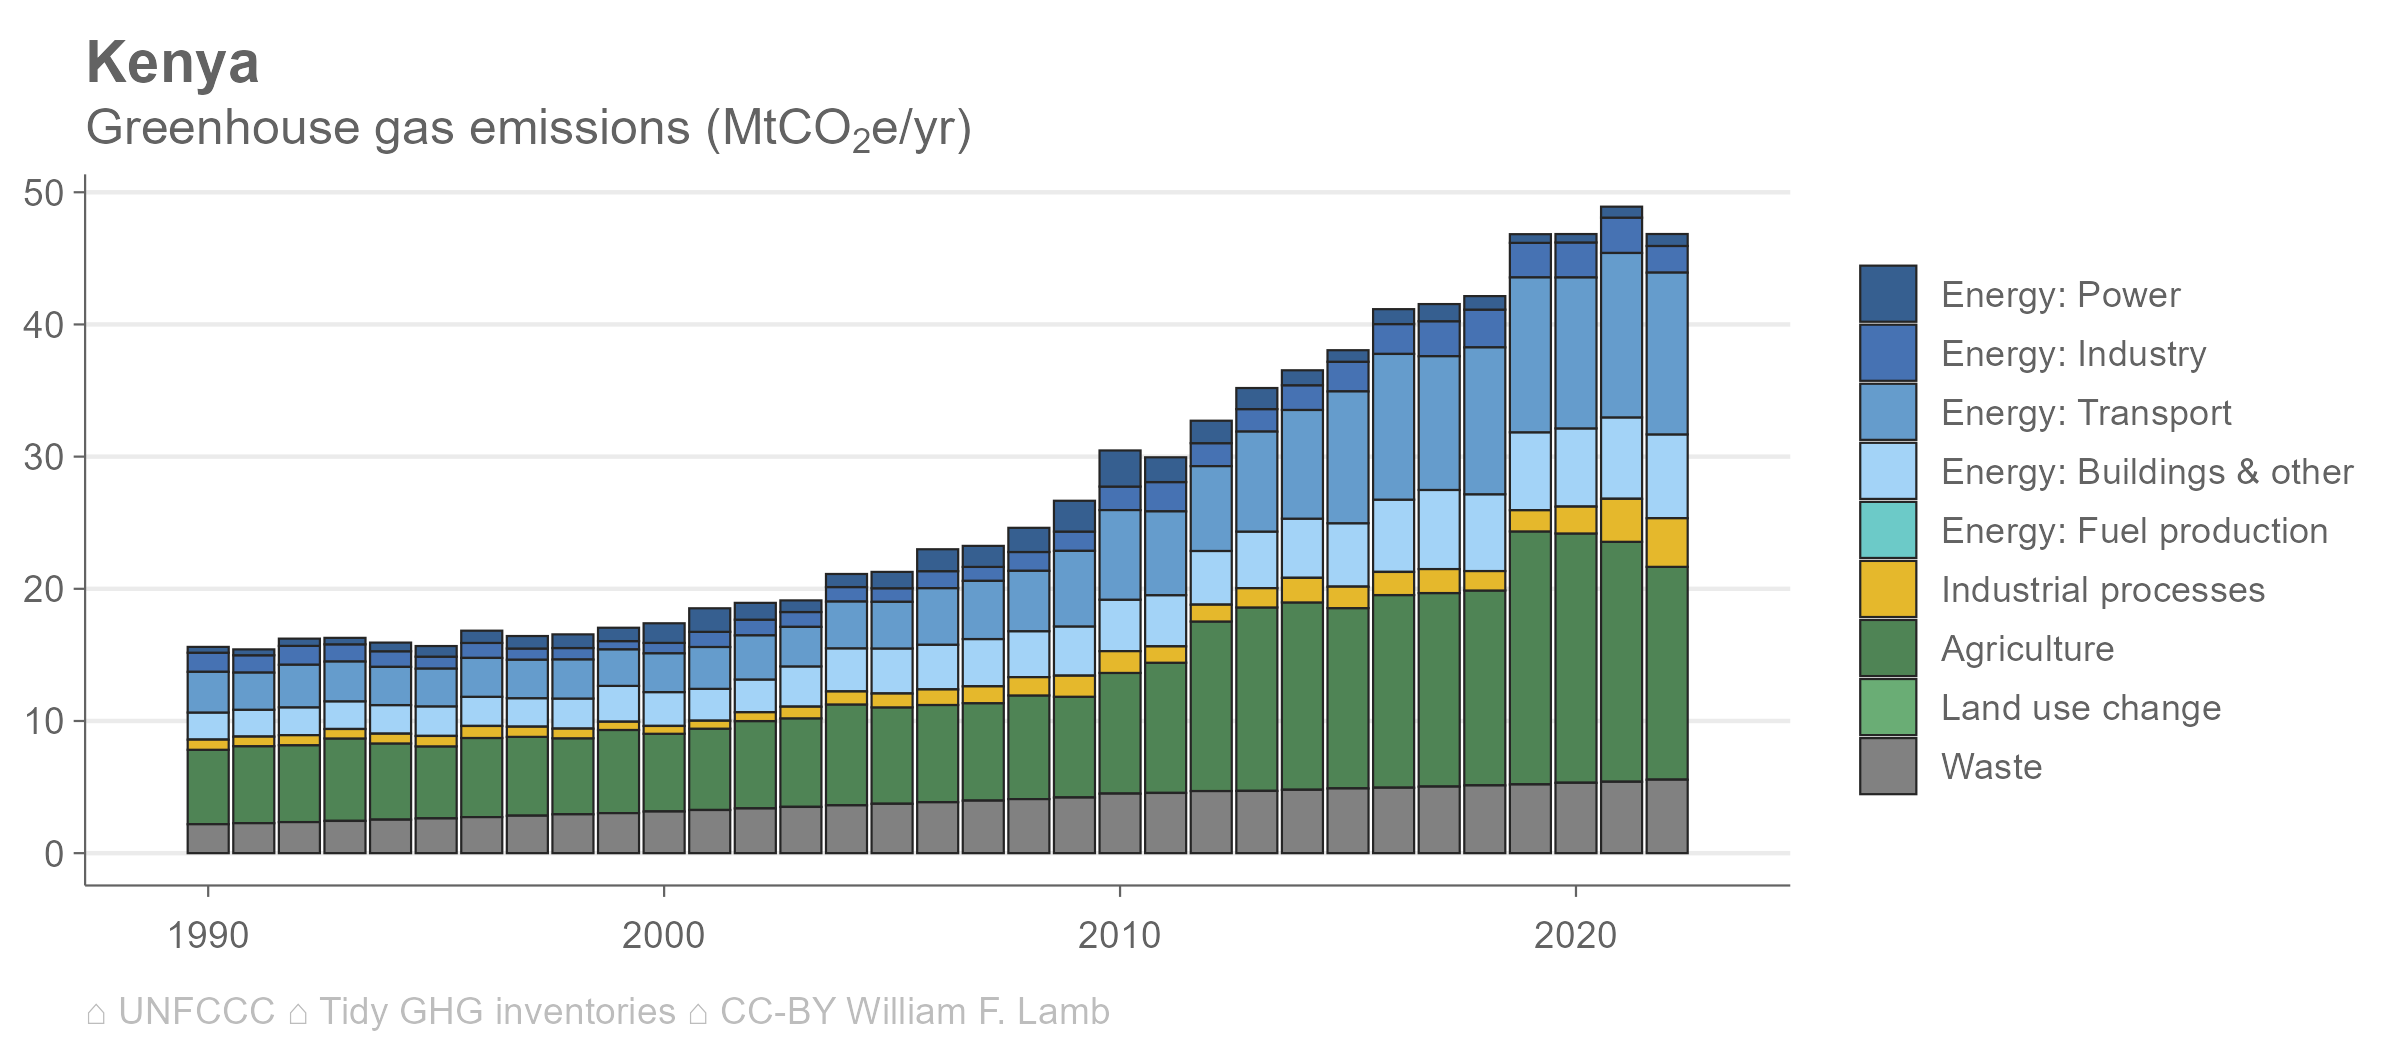 Kenya
Greenhouse gas emissions (MtCO₂e/yr)
50
40
30
20
10
0
1990 2000 2010 2020
Energy: Power
Energy: Industry
Energy: Transport
Energy: Buildings & other
Energy: Fuel production
Industrial processes
Agriculture
Land use change
Waste
⌂ UNFCCC ⌂ Tidy GHG inventories ⌂ CC-BY William F. Lamb